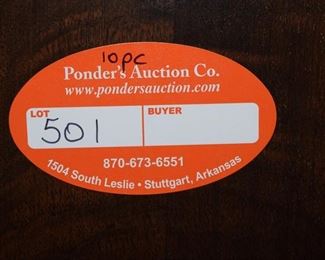 10pc
Ponder's Auction Co.
www.pondersauction.com
LOT BUYER
501
870-673-6551
1504 South Leslie • Stuttgart, Arkansas